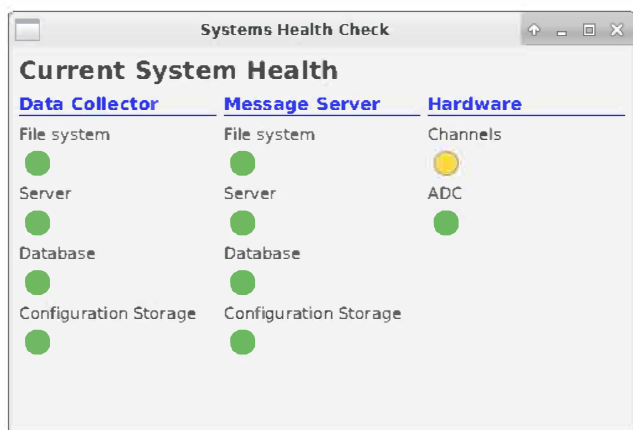 Systems Health Check
Current System Health
Data Collector
File system
Server
Database
Configuration Storage
Message Server
File system
Server
Database
Configuration Storage
Hardware
Channels
ADC